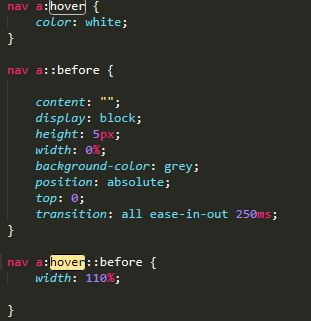 nav a:hover {
    color: white;
}
nav a::before {
    content: "";
    display: block;
    height: 5px;
    width: 0%;
    background-color: grey;
    position: absolute;
    top: 0;
    transition: all ease-in-out 250ms;
}
nav a:hover::before {
    width: 110%;
}